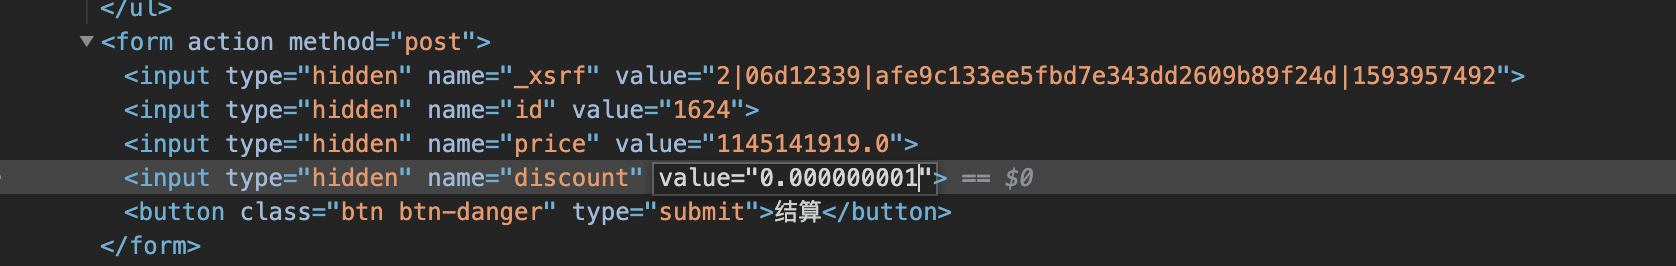 </ul>
▼<form action method="post">
<input type="hidden" name="_xsrf" value="2|06d12339|afe9c133ee5fbd7e343dd2609b89f24d|1593957492">
<input type="hidden" name="id" value="1624">
<input type="hidden" name="price" value="1145141919.0">
<input type="hidden" name="discount" value="0.000000001"> == $0
<button class="btn btn-danger" type="submit">结算</button>
</form>